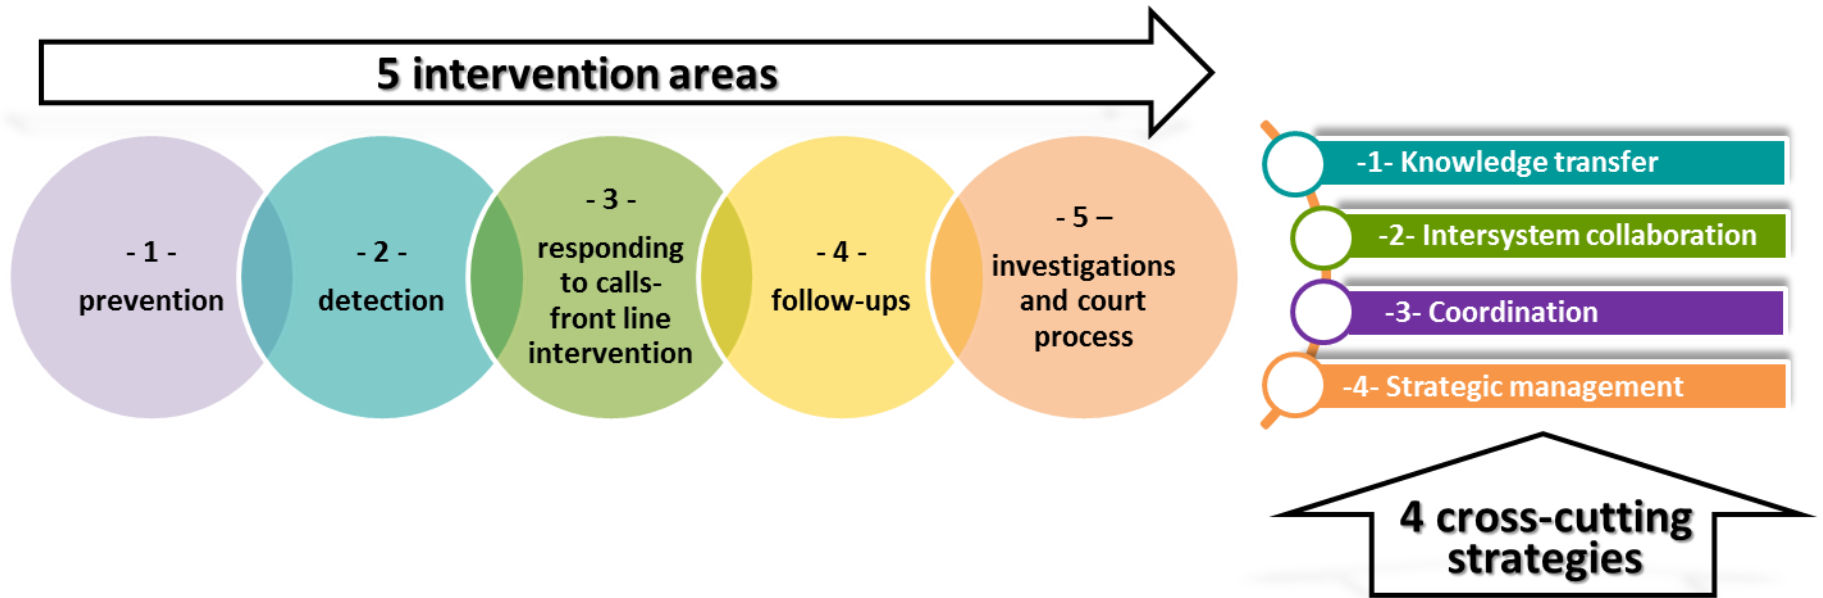 5 intervention areas
- 1 -
prevention
- 2 -
detection
- 3 -
responding
to calls-
front line
intervention
- 4 -
follow-ups
- 5 –
investigations
and court
process
-1- Knowledge transfer
-2- Intersystem collaboration
-3- Coordination
-4- Strategic management
4 cross-cutting
strategies